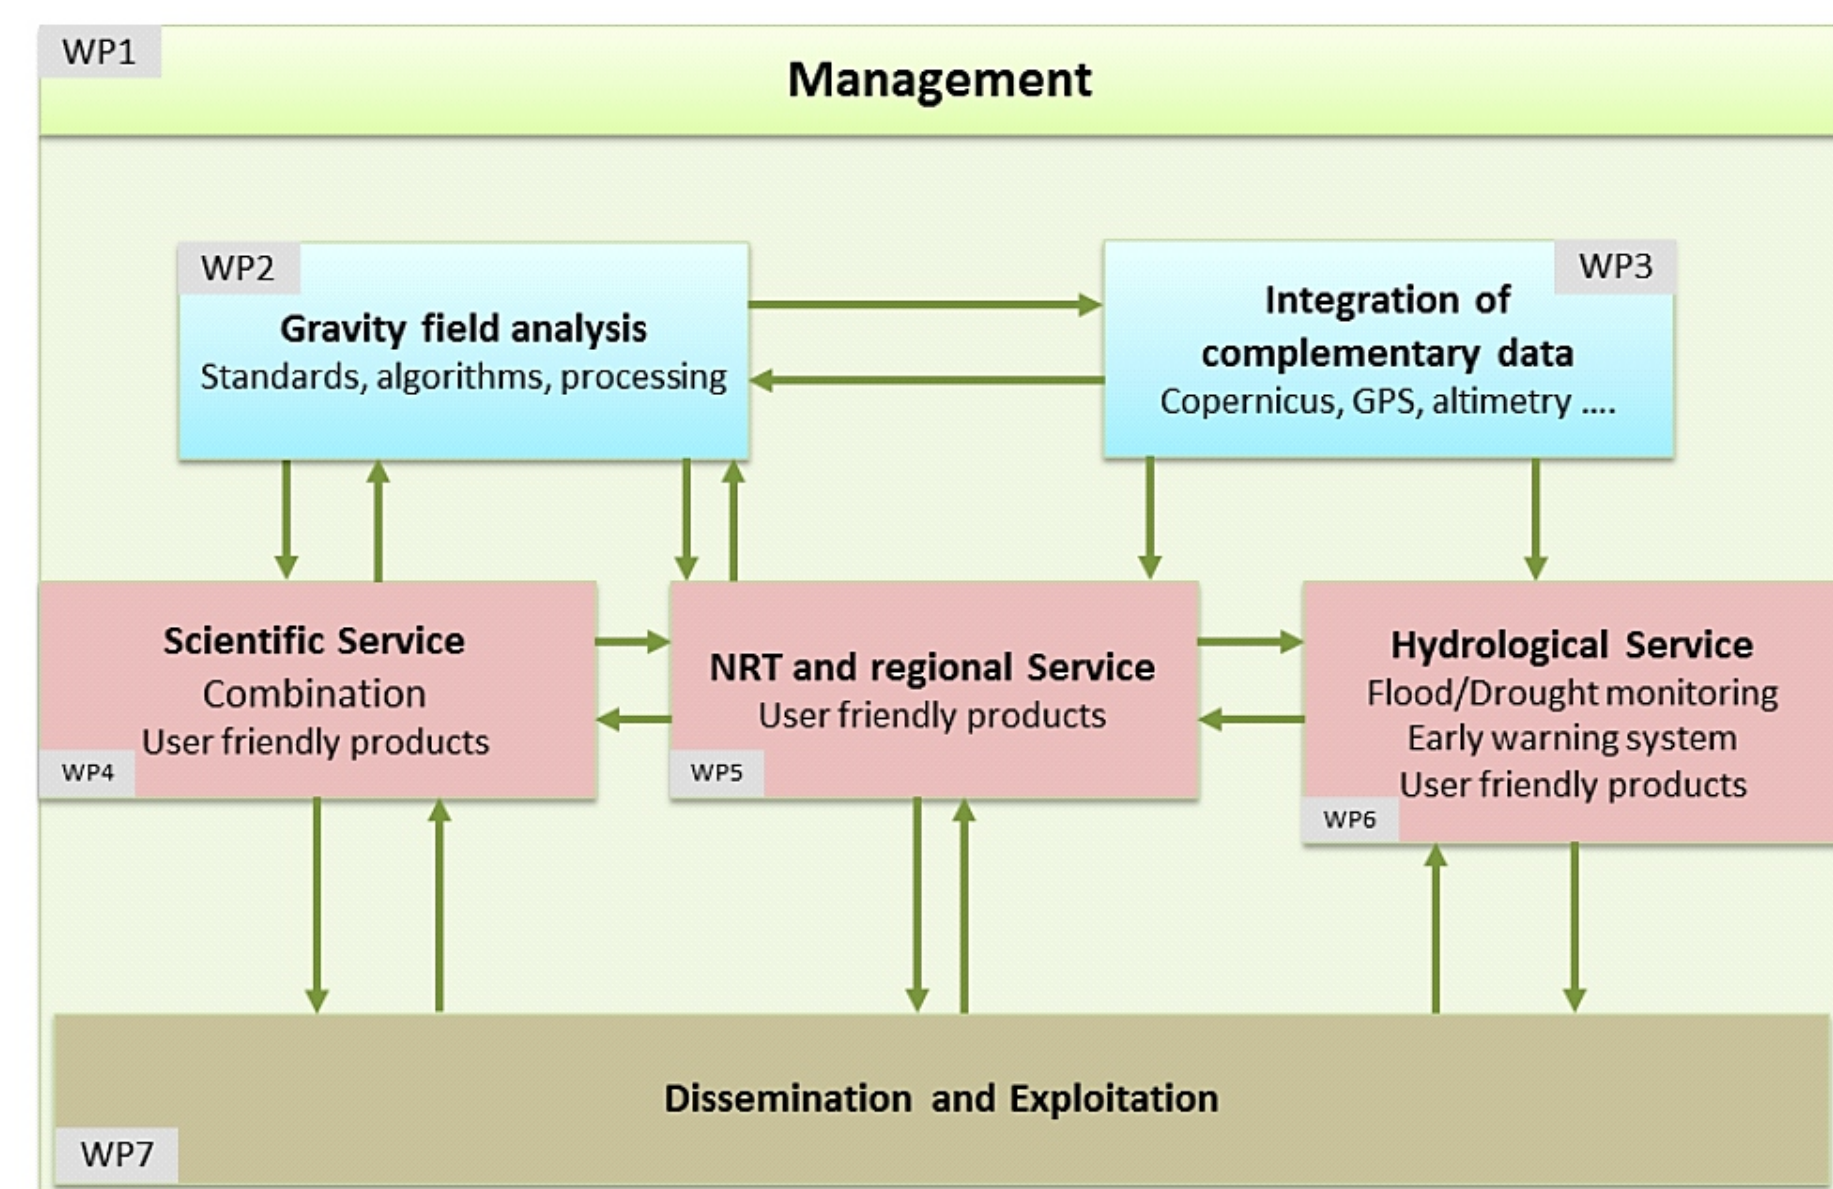 WP1
Management
WP2
Gravity field analysis
Standards, algorithms, processing
WP3
Integration of
complementary data
Copernicus, GPS, altimetry ....
Scientific Service
Combination
User friendly products
WP4
NRT and regional Service
User friendly products
WP5
Hydrological Service
Flood/Drought monitoring
Early warning system
User friendly products
WP6
Dissemination and Exploitation
WP7